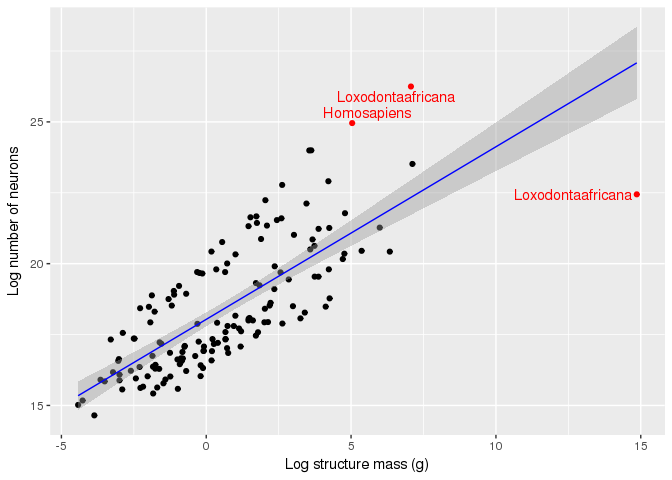 25
20
15
Log number of neurons
Loxodontaafricana
Homosapiens
Loxodontaafricana
-5
0
5
10
15
Log structure mass (g)